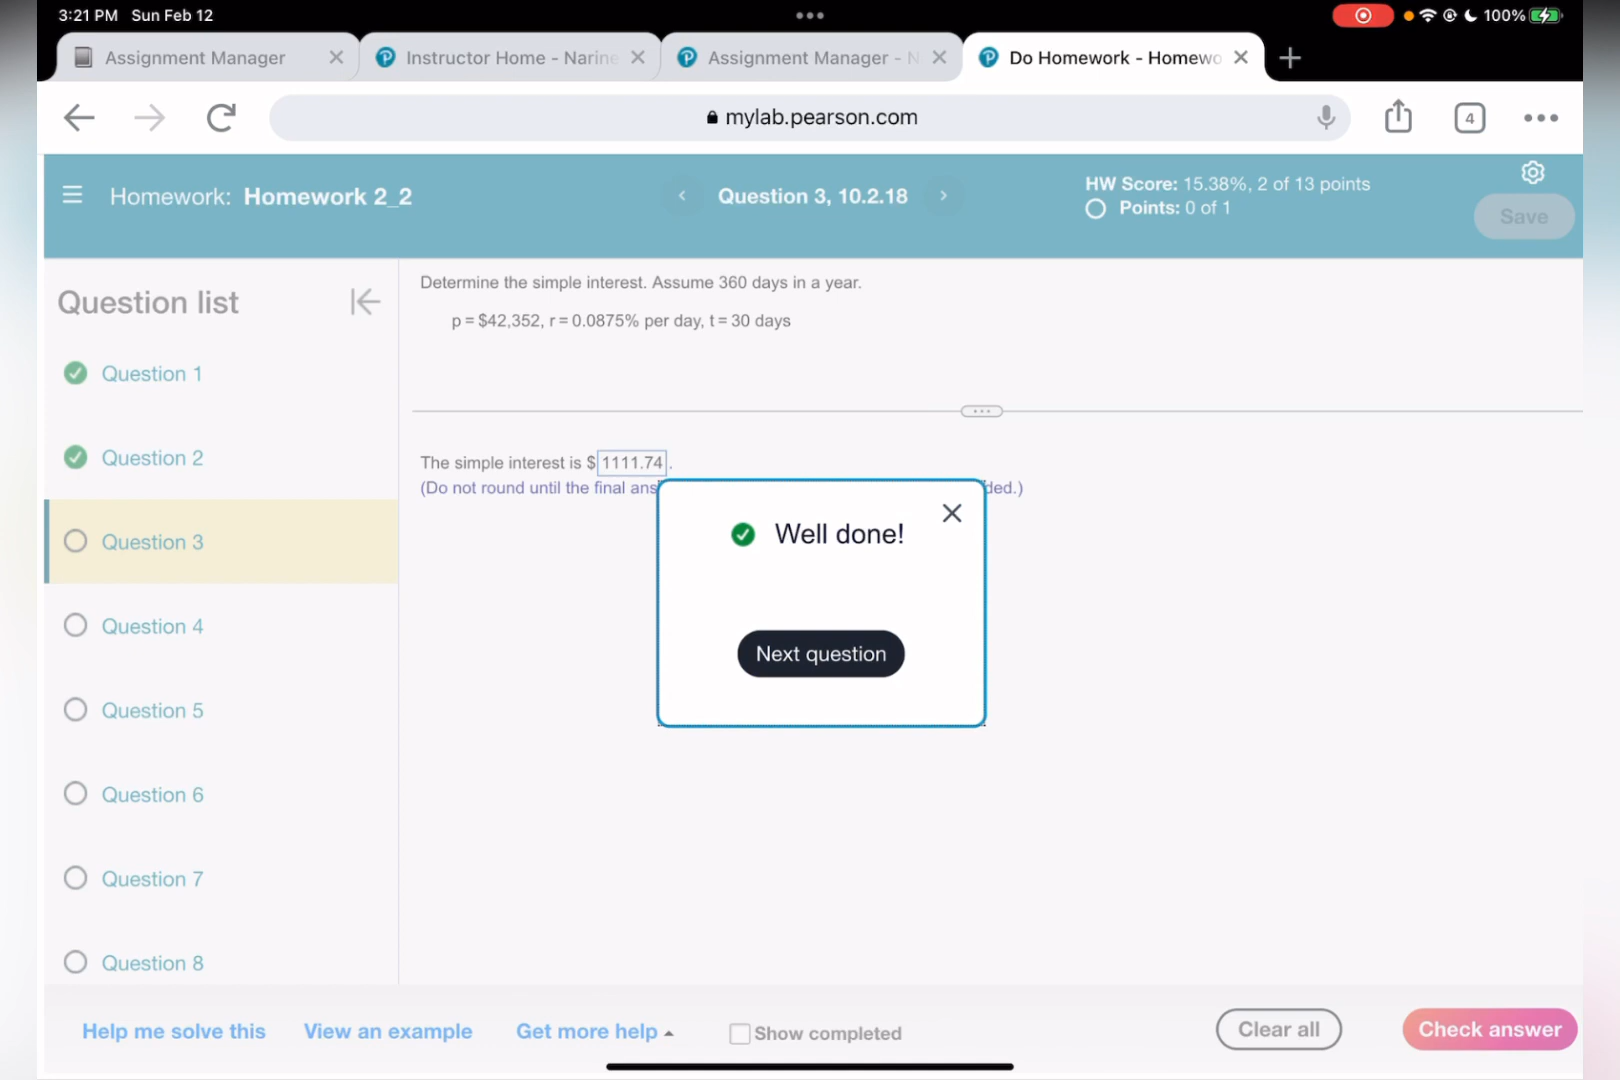 3:21 PM Sun Feb 12
100%
Assignment Manager
Instructor Home - Narine
Assignment Manager - N
Do Homework - Homewo
mylab.pearson.com
4
Homework: Homework 2_2
Question 3, 10.2.18
HW Score: 15.38%, 2 of 13 points
Points: 0 of 1
Save
Question list
Question 1
Question 2
Question 3
Question 4
Question 5
Question 6
Question 7
Question 8
Determine the simple interest. Assume 360 days in a year.
p = $42,352, r = 0.0875% per day, t = 30 days
The simple interest is $ 1111.74 .
(Do not round until the final ans
ded.)
Well done!
Next question
Help me solve this
View an example
Get more help
Show completed
Clear all
Check answer